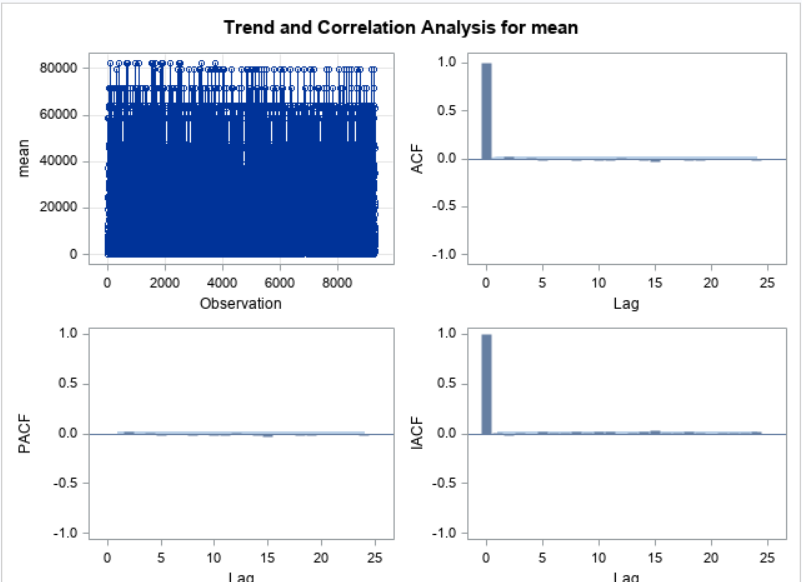 Trend and Correlation Analysis for mean
80000
60000
40000
20000
0
mean
0 2000 4000 6000 8000
Observation
1.0
0.5
0.0
-0.5
-1.0
ACF
0 5 10 15 20 25
Lag
1.0
0.5
0.0
-0.5
-1.0
PACF
0 5 10 15 20 25
Lag
1.0
0.5
0.0
-0.5
-1.0
IACF
0 5 10 15 20 25
Lag